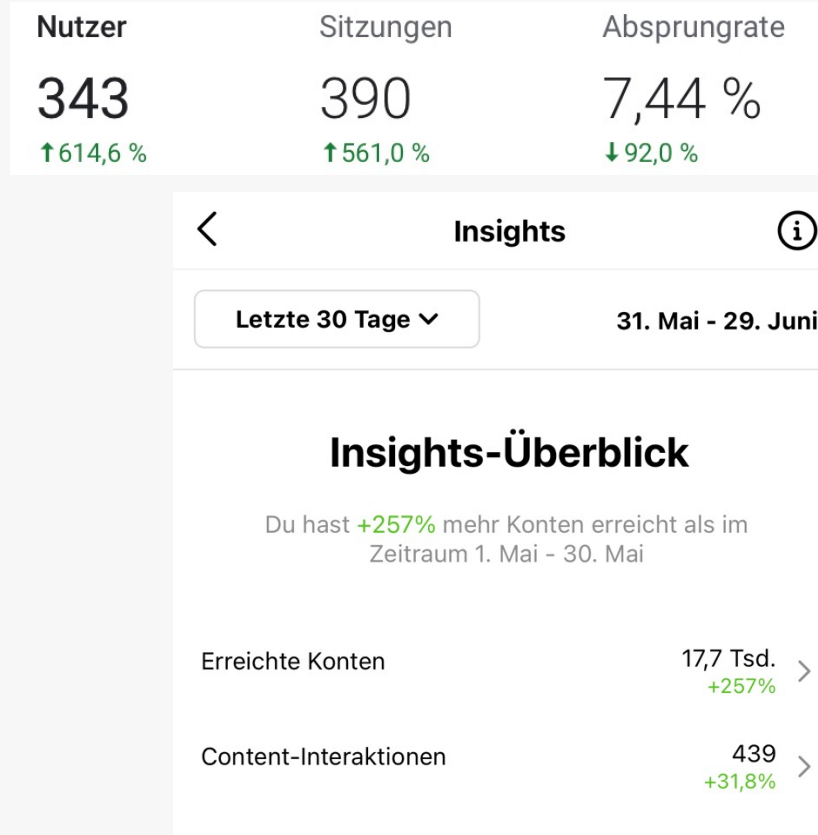 Nutzer Sitzungen Absprungrate
343 390 7,44 %
↑614,6 % ↑561,0 % ↓92,0 %
Insights
Letzte 30 Tage 31. Mai - 29. Juni
Insights-Überblick
Du hast +257% mehr Konten erreicht als im
Zeitraum 1. Mai - 30. Mai
Erreichte Konten 17,7 Tsd.
+257%
Content-Interaktionen 439
+31,8%